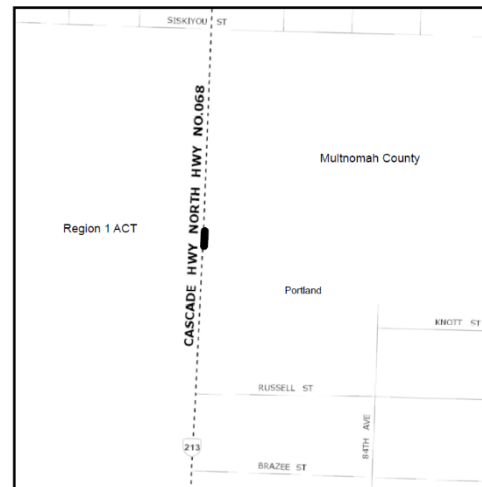 SISKIYOU ST
CASCADE HWY NORTH HWY NO.068
Multnomah County
Region 1 ACT
Portland
KNOTT ST
RUSSELL ST
84TH AVE
213
BRAZEE ST